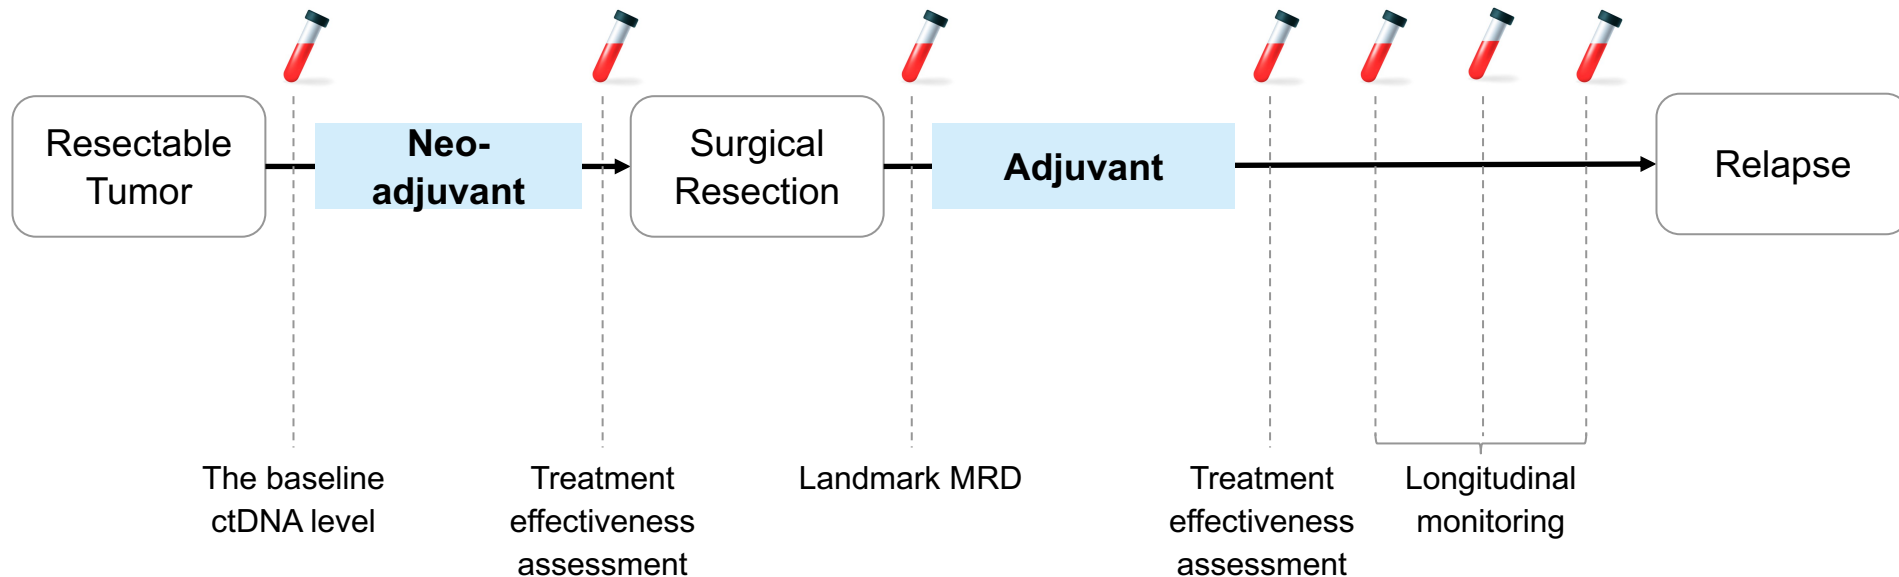 Resectable
Tumor
Neo-
adjuvant
Surgical
Resection
Adjuvant
Relapse
The baseline
ctDNA level
Treatment
effectiveness
assessment
Landmark MRD
Treatment
effectiveness
assessment
Longitudinal
monitoring